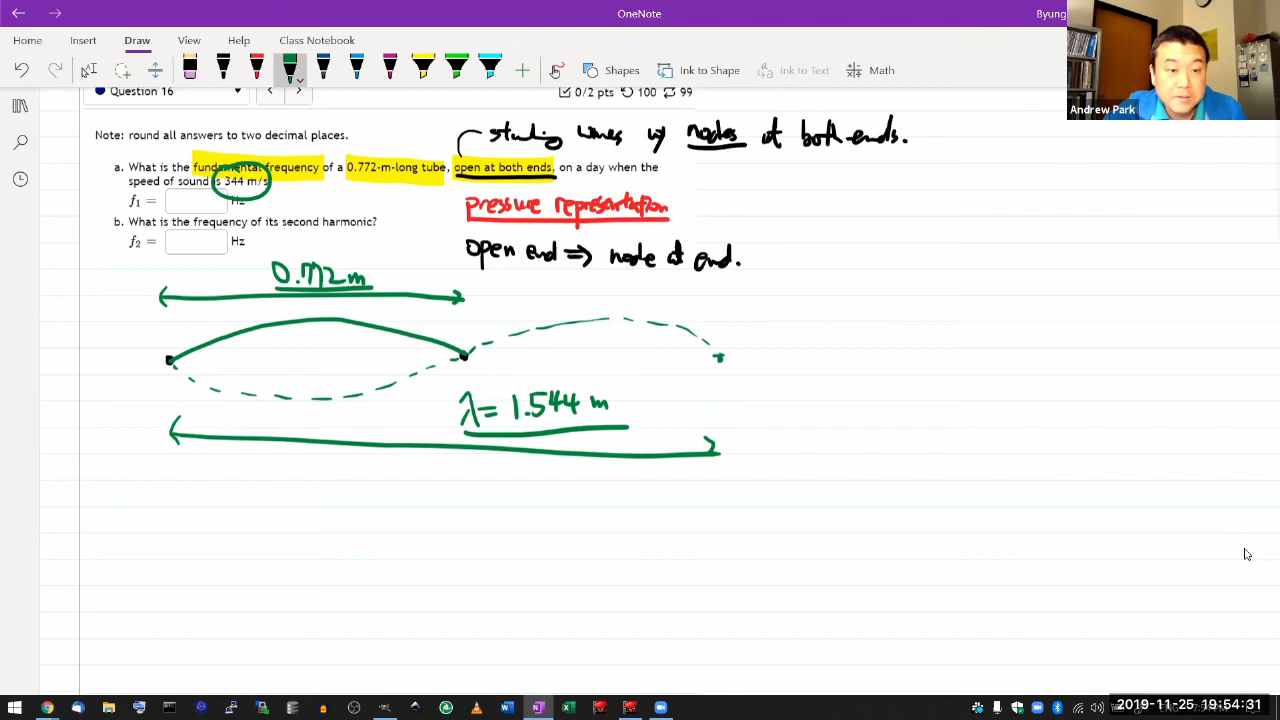 OneNote
Byung
Home Insert Draw View Help Class Notebook
Shapes Ink to Shape Ink to Text Math
Andrew Park
Question 16
0/2 pts 100 99
Note: round all answers to two decimal places.
standing waves w/ nodes at both ends.
a. What is the fundamental frequency of a 0.772-m-long tube, open at both ends, on a day when the
speed of sound is 344 m/s
f₁ = Hz
pressure representation
b. What is the frequency of its second harmonic?
f₂ = Hz
open end ⇒ node at end.
0.772 m
λ = 1.544 m
2019-11-25 19:54:31